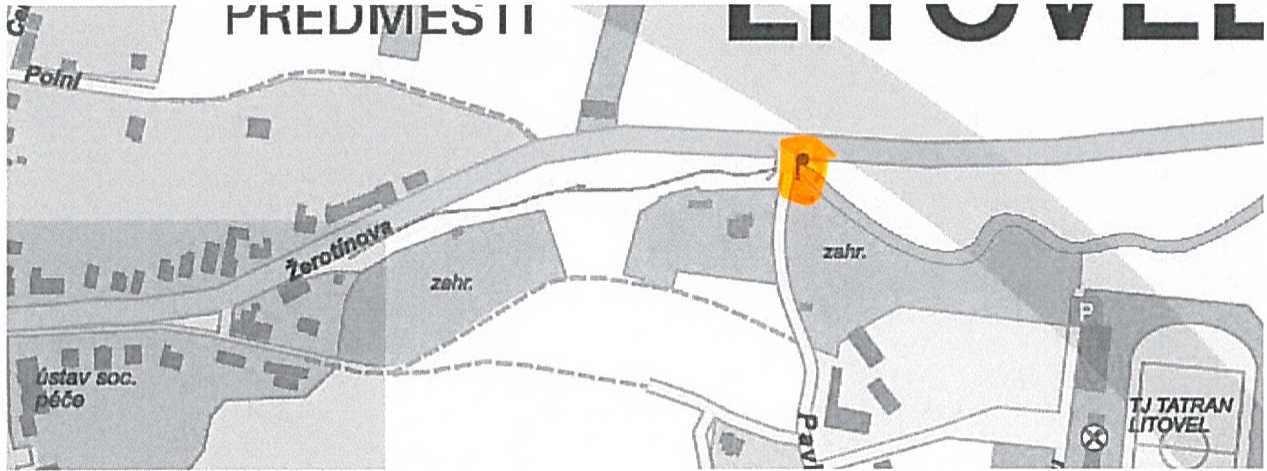 PŘEDMĚSTÍ
LITOVEL
Polní
Žerotínova
zahr.
zahr.
P
ústav soc.
péče
TJ TATRAN
LITOVEL